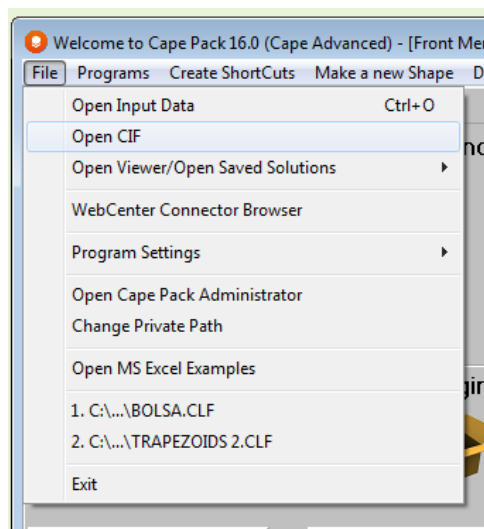 Welcome to Cape Pack 16.0 (Cape Advanced) - [Front Me
File Programs Create ShortCuts Make a new Shape D
Open Input Data Ctrl+O
Open CIF
Open Viewer/Open Saved Solutions
WebCenter Connector Browser
Program Settings
Open Cape Pack Administrator
Change Private Path
Open MS Excel Examples
1. C:\...\BOLSA.CLF
2. C:\...\TRAPEZOIDS 2.CLF
Exit